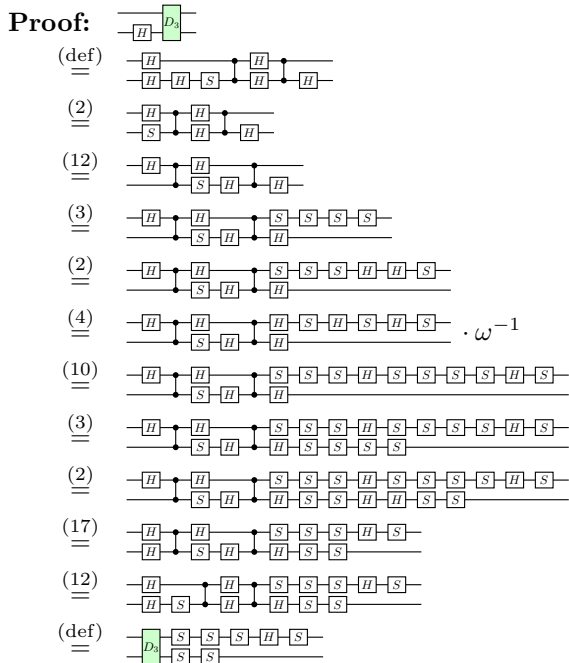 Proof: D₃
H
(def) H H
= H H S H H
(2) H H
= S H H
(12) H H
= S H H
(3) H H S S S S
= S H H
(2) H H S S S H H S
= S H H
(4) H H H S H S H S
= S H H · ω⁻¹
(10) H H S S S H S S S S H S
= S H H
(3) H H S S S H S S S S H S
= S H H S S S S
(2) H H S S S H S S S S H S
= S H H S S H H S S
(17) H H S S S H S
= H S H H S S
(12) H H S S S H S
= H S H H S S
(def) D₃ S S S H S
= S S